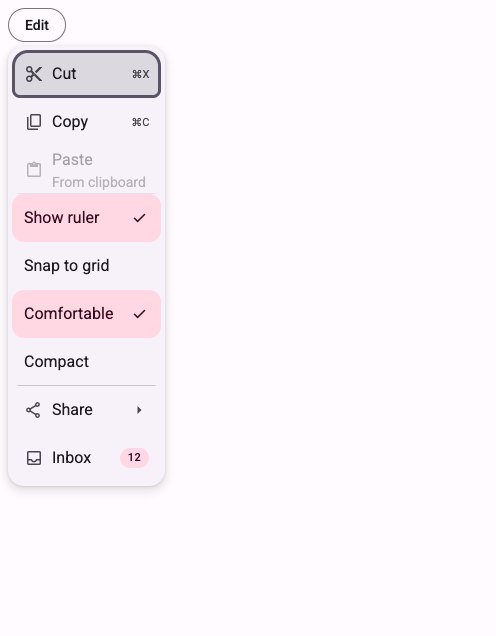 Edit
Cut ⌘X
Copy ⌘C
Paste
From clipboard
Show ruler
Snap to grid
Comfortable
Compact
Share
Inbox 12